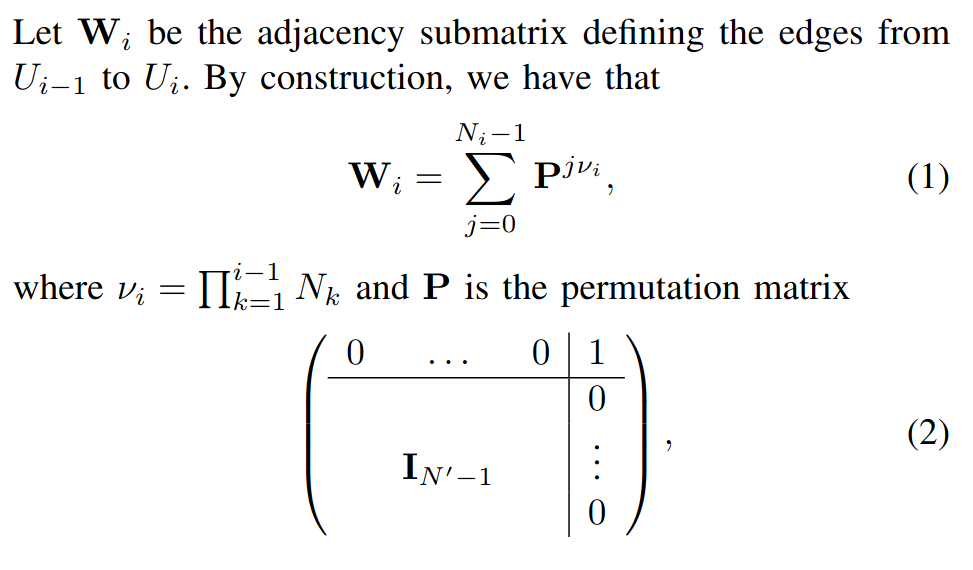 Let $\mathbf{W}_i$ be the adjacency submatrix defining the edges from
$U_{i-1}$ to $U_i$. By construction, we have that
$\mathbf{W}_i = \sum_{j=0}^{N_i-1} \mathbf{P}^{j\nu_i},$ (1)
where $\nu_i = \prod_{k=1}^{i-1} N_k$ and $\mathbf{P}$ is the permutation matrix
$\left( \begin{array}{ccc|c} 0 & \dots & 0 & 1 \\ \hline & & & 0 \\ & \mathbf{I}_{N'-1} & & \vdots \\ & & & 0 \end{array} \right),$ (2)